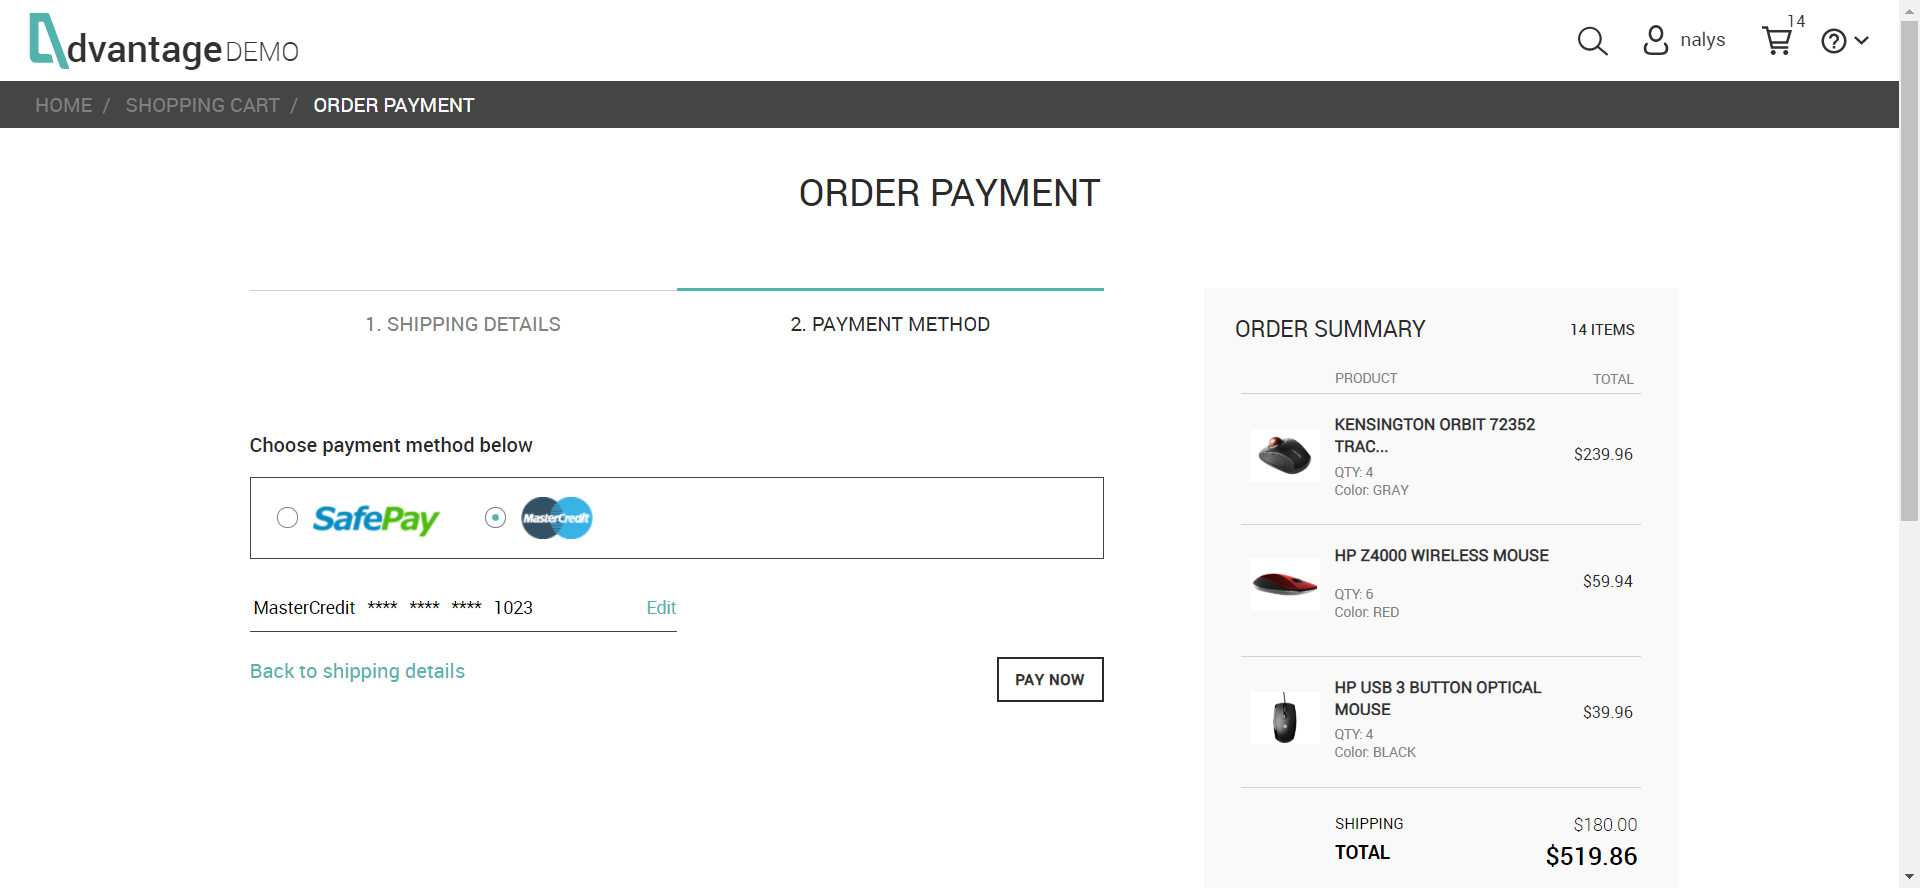 dvantage DEMO
nalys
14
HOME / SHOPPING CART / ORDER PAYMENT
ORDER PAYMENT
1. SHIPPING DETAILS
2. PAYMENT METHOD
Choose payment method below
SafePay
MasterCredit
MasterCredit **** **** **** 1023
Edit
Back to shipping details
PAY NOW
ORDER SUMMARY
14 ITEMS
PRODUCT
TOTAL
KENSINGTON ORBIT 72352
TRAC...
QTY: 4
Color: GRAY
$239.96
HP Z4000 WIRELESS MOUSE
QTY: 6
Color: RED
$59.94
HP USB 3 BUTTON OPTICAL
MOUSE
QTY: 4
Color: BLACK
$39.96
SHIPPING
$180.00
TOTAL
$519.86